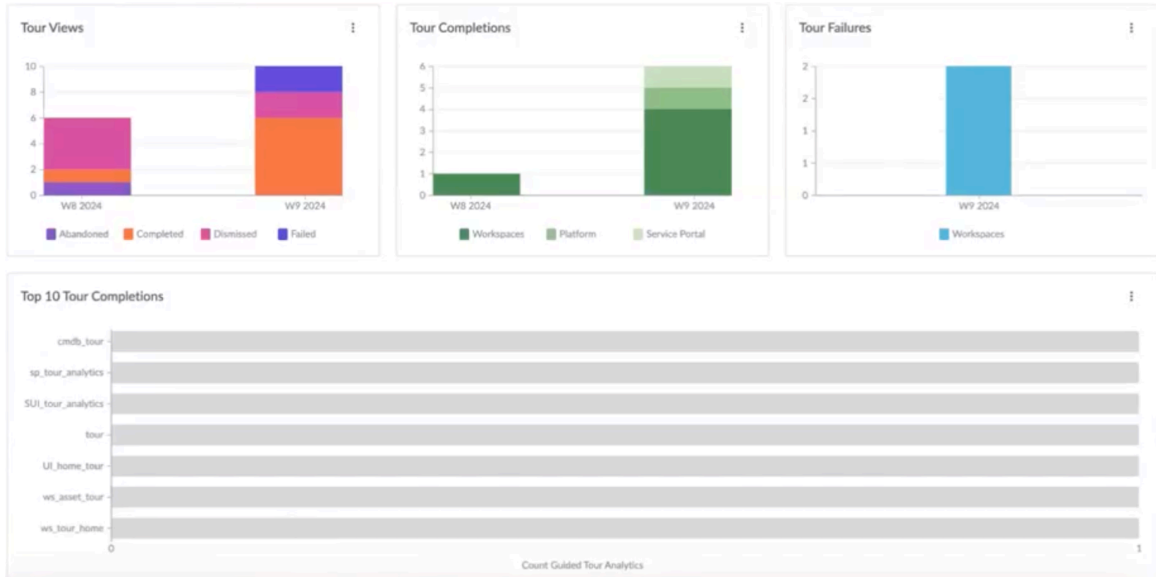 Tour Views
10
8
6
4
2
0
W8 2024 W9 2024
Abandoned Completed Dismissed Failed
Tour Completions
6
5
4
3
2
1
0
W8 2024 W9 2024
Workspaces Platform Service Portal
Tour Failures
2
2
1
1
0
W9 2024
Workspaces
Top 10 Tour Completions
cmdb_tour
sp_tour_analytics
SUI_tour_analytics
tour
UI_home_tour
ws_asset_tour
ws_tour_home
0 1
Count Guided Tour Analytics